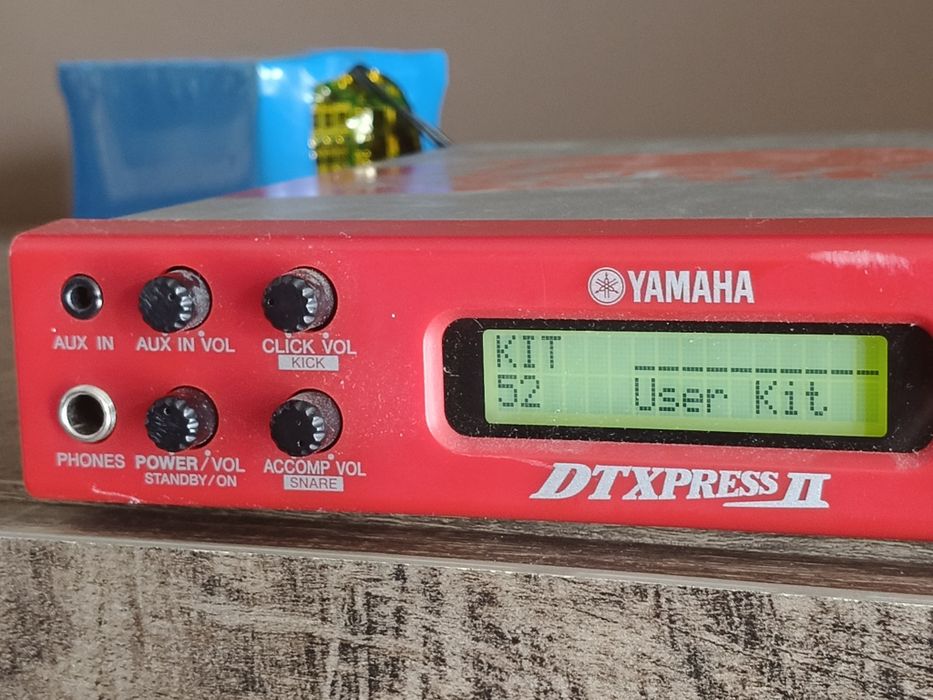 YAMAHA
AUX IN
AUX IN VOL
CLICK VOL
KICK
KIT ___________
52 User Kit
PHONES
POWER/VOL
STANDBY/ON
ACCOMP VOL
SNARE
DTXPRESS II